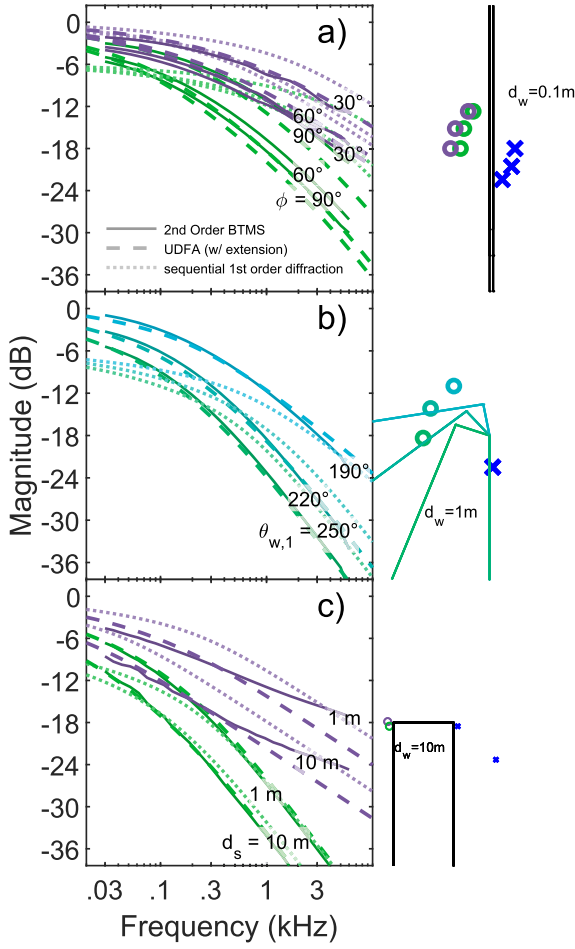 0
-6
-12
-18
-24
-30
-36
a)
30°
60°
90°
30°
60°
ϕ = 90°
2nd Order BTMS
UDFA (w/ extension)
sequential 1st order diffraction
d_w=0.1m
Magnitude (dB)
0
-6
-12
-18
-24
-30
-36
b)
190°
220°
θ_w,1 = 250°
d_w=1m
0
-6
-12
-18
-24
-30
-36
c)
1 m
10 m
1 m
d_s = 10 m
d_w=10m
.03 .1 .3 1 3
Frequency (kHz)